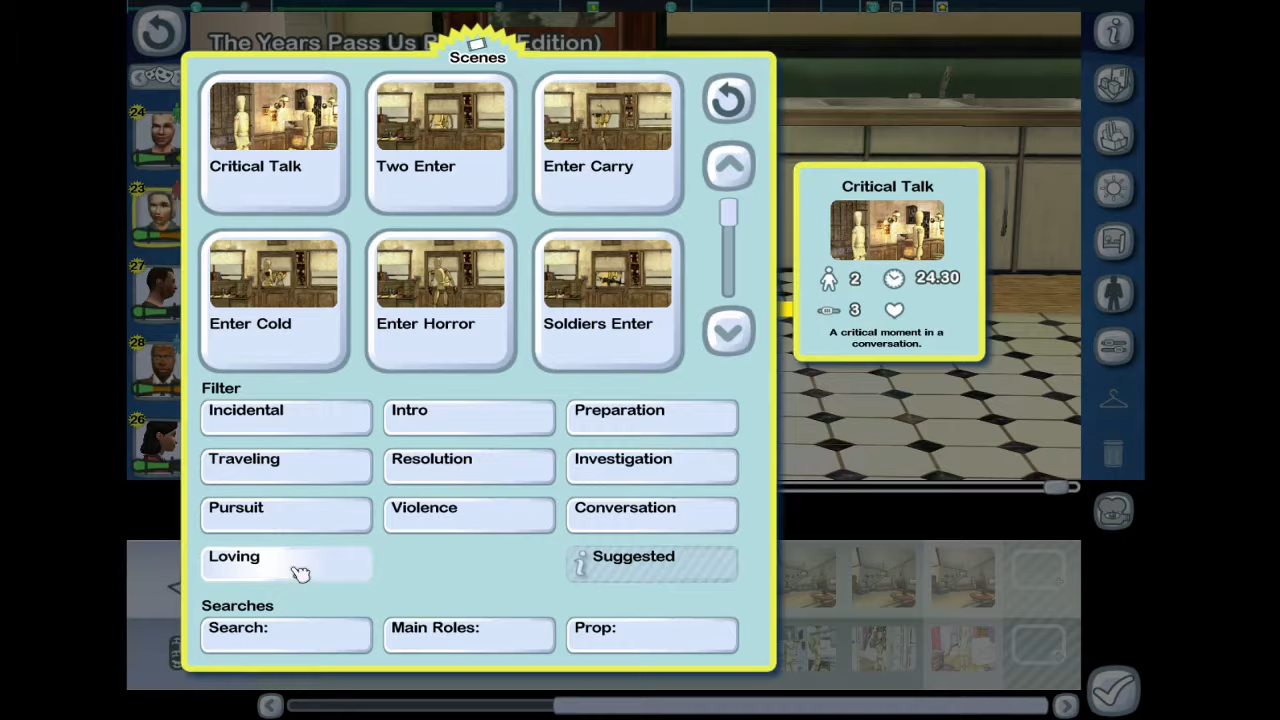 The Years Pass Us
Edition)
Scenes
Critical Talk
Two Enter
Enter Carry
Enter Cold
Enter Horror
Soldiers Enter
Critical Talk
2
24.30
3
A critical moment in a
conversation.
24
23
27
28
26
Filter
Incidental
Intro
Preparation
Traveling
Resolution
Investigation
Pursuit
Violence
Conversation
Loving
Suggested
Searches
Search:
Main Roles:
Prop: